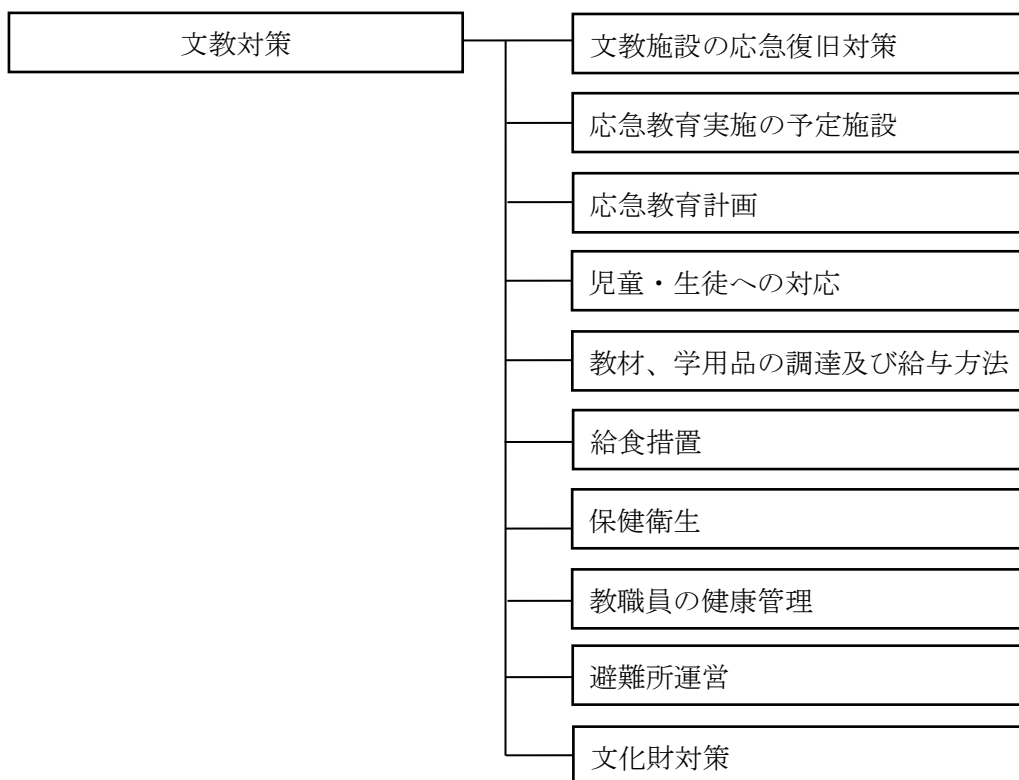 文教対策
文教施設の応急復旧対策
応急教育実施の予定施設
応急教育計画
児童・生徒への対応
教材、学用品の調達及び給与方法
給食措置
保健衛生
教職員の健康管理
避難所運営
文化財対策